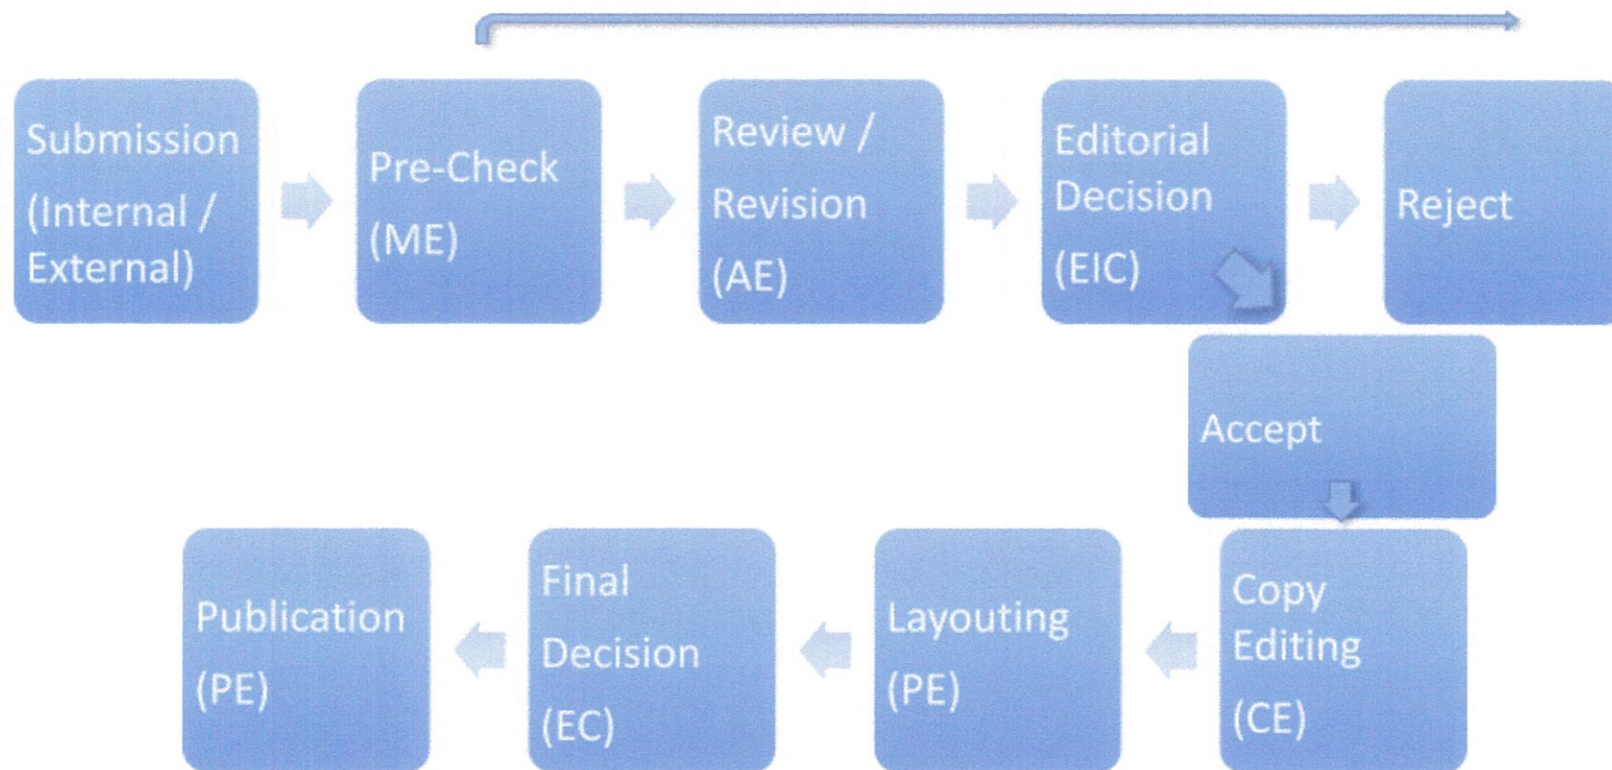 Submission
(Internal /
External)
Pre-Check
(ME)
Review /
Revision
(AE)
Editorial
Decision
(EIC)
Reject
Accept
Publication
(PE)
Final
Decision
(EC)
Layouting
(PE)
Copy
Editing
(CE)